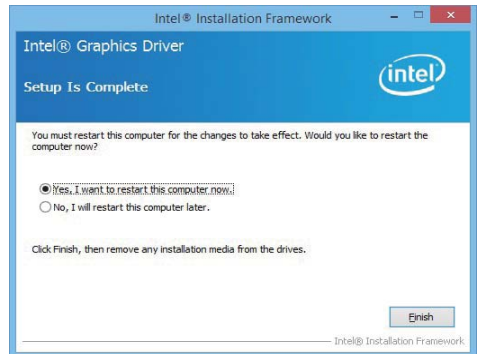 Intel® Installation Framework
Intel® Graphics Driver
Setup Is Complete
intel
You must restart this computer for the changes to take effect. Would you like to restart the
computer now?
Yes, I want to restart this computer now.
No, I will restart this computer later.
Click Finish, then remove any installation media from the drives.
Finish
Intel® Installation Framework